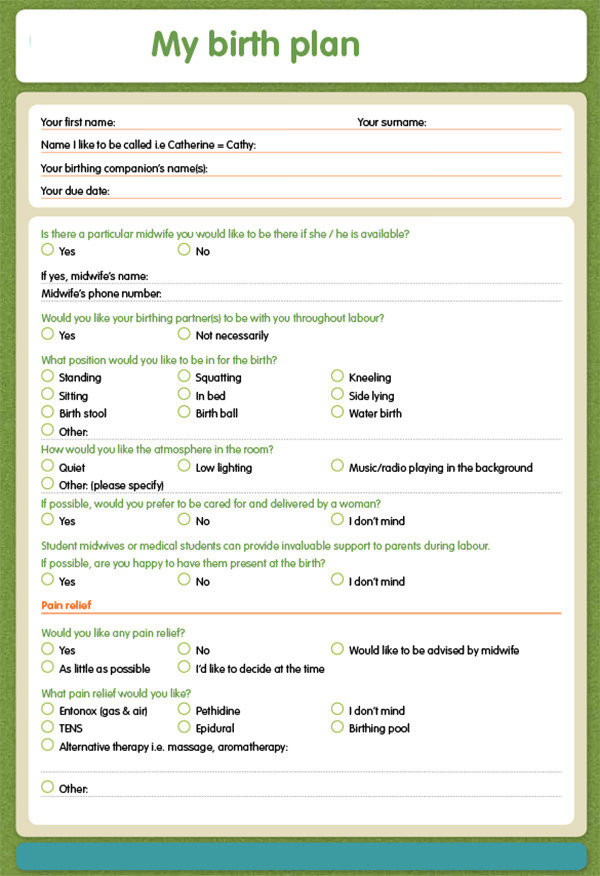 My birth plan
Your first name: Your surname:
Name I like to be called i.e Catherine = Cathy:
Your birthing companion's name(s):
Your due date:
Is there a particular midwife you would like to be there if she / he is available?
Yes No
If yes, midwife's name:
Midwife's phone number:
Would you like your birthing partner(s) to be with you throughout labour?
Yes Not necessarily
What position would you like to be in for the birth?
Standing Squatting Kneeling
Sitting In bed Side lying
Birth stool Birth ball Water birth
Other:
How would you like the atmosphere in the room?
Quiet Low lighting Music/radio playing in the background
Other: (please specify)
If possible, would you prefer to be cared for and delivered by a woman?
Yes No I don't mind
Student midwives or medical students can provide invaluable support to parents during labour.
If possible, are you happy to have them present at the birth?
Yes No I don't mind
Pain relief
Would you like any pain relief?
Yes No Would like to be advised by midwife
As little as possible I'd like to decide at the time
What pain relief would you like?
Entonox (gas & air) Pethidine I don't mind
TENS Epidural Birthing pool
Alternative therapy i.e. massage, aromatherapy:
Other: